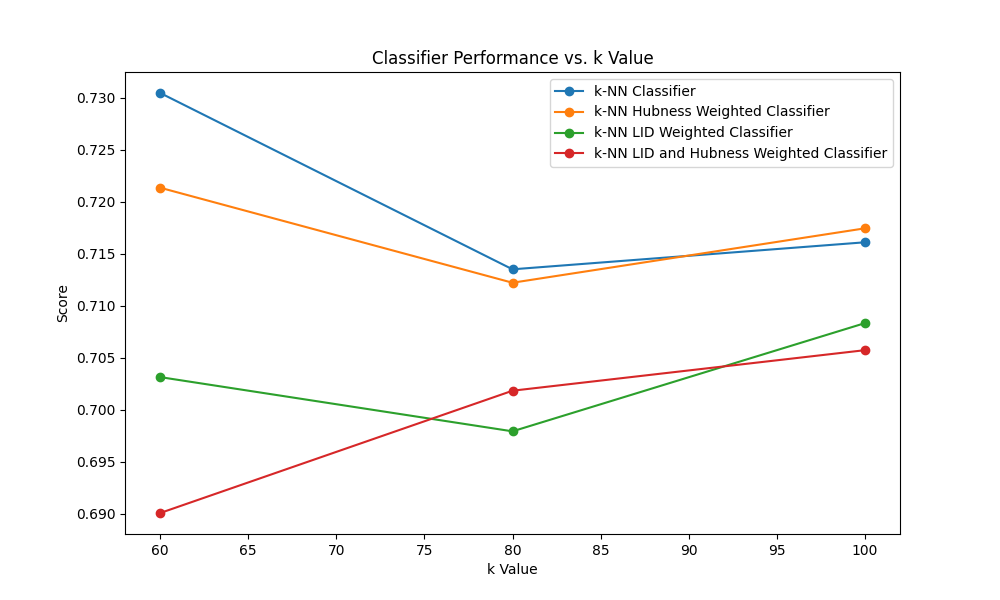 Classifier Performance vs. k Value
k-NN Classifier
k-NN Hubness Weighted Classifier
k-NN LID Weighted Classifier
k-NN LID and Hubness Weighted Classifier
0.730
0.725
0.720
0.715
0.710
0.705
0.700
0.695
0.690
Score
60 65 70 75 80 85 90 95 100
k Value